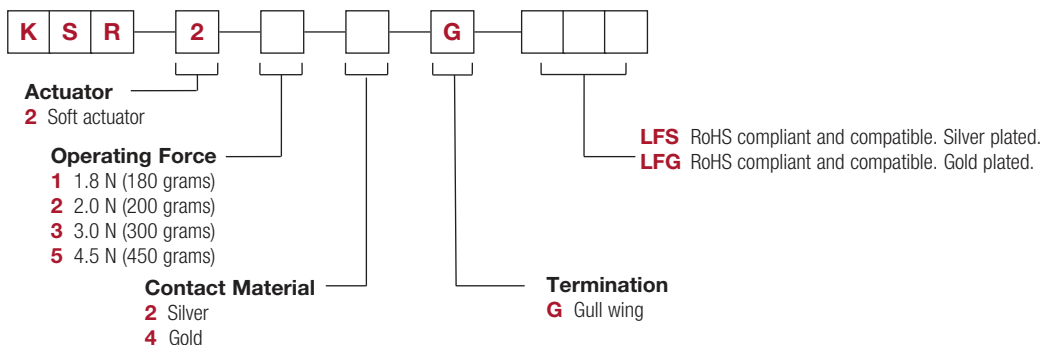 K S R 2 G
Actuator
2 Soft actuator
Operating Force
1 1.8 N (180 grams)
2 2.0 N (200 grams)
3 3.0 N (300 grams)
5 4.5 N (450 grams)
Contact Material
2 Silver
4 Gold
Termination
G Gull wing
LFS RoHS compliant and compatible. Silver plated.
LFG RoHS compliant and compatible. Gold plated.